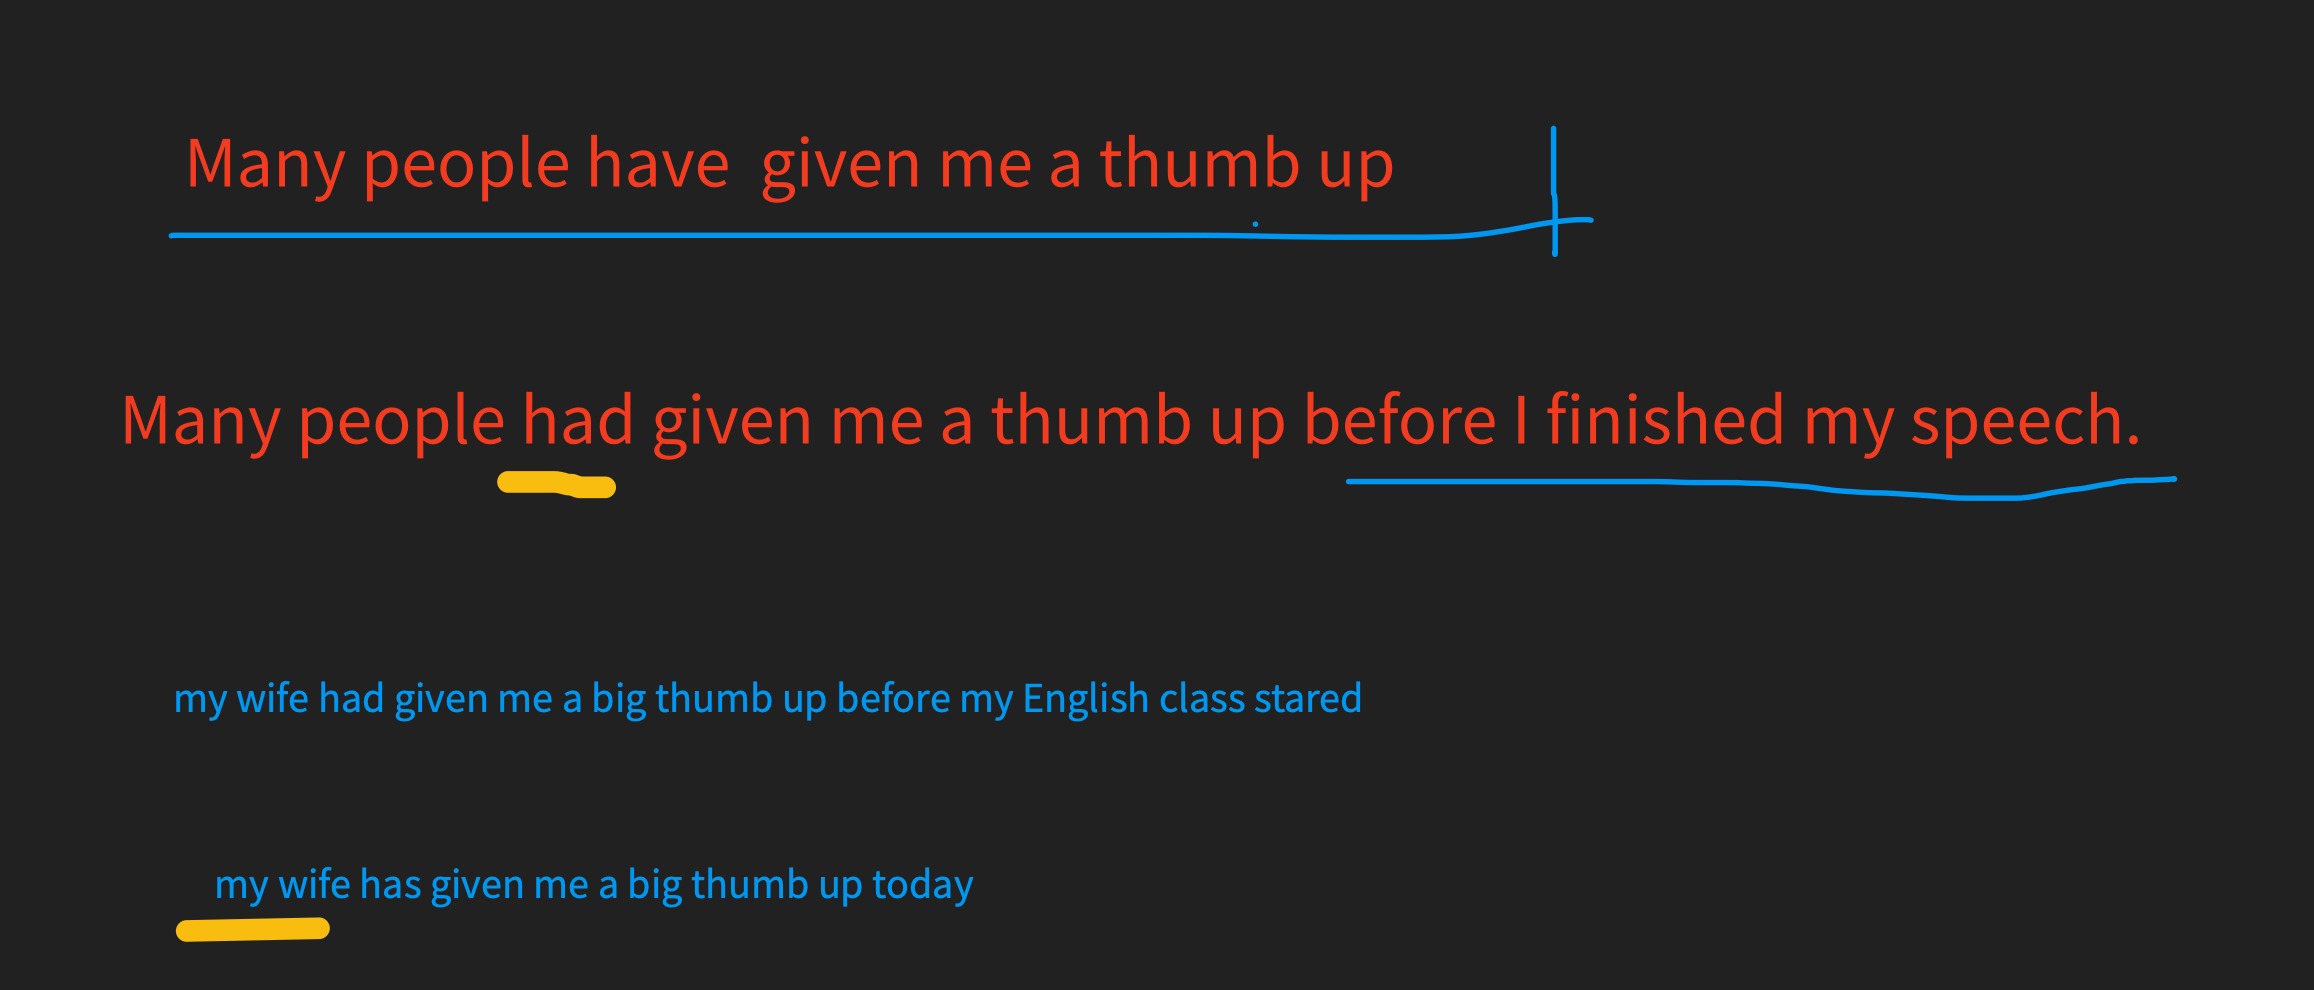 Many people have  given me a thumb up
Many people had given me a thumb up before I finished my speech.
my wife had given me a big thumb up before my English class stared
my wife has given me a big thumb up today